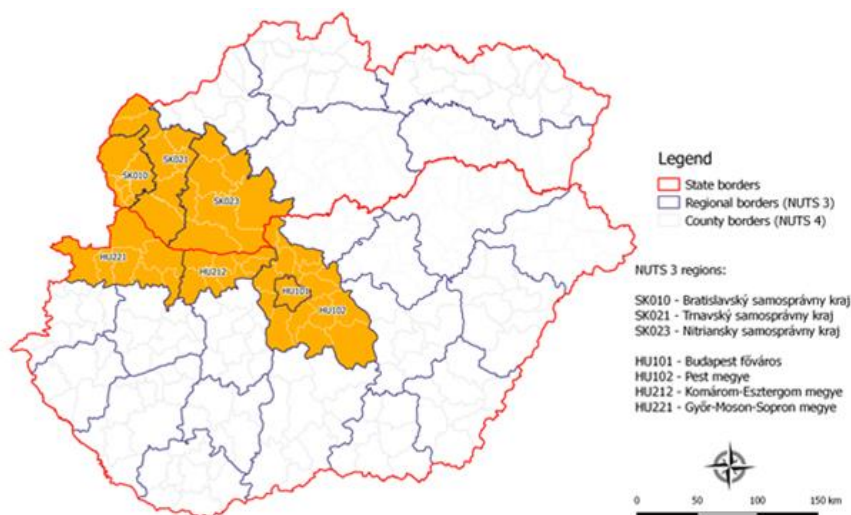 SK021
SK010
SK023
HU221
HU212
HU101
HU102
Legend
State borders
Regional borders (NUTS 3)
County borders (NUTS 4)
NUTS 3 regions:
SK010 - Bratislavský samosprávny kraj
SK021 - Trnavský samosprávny kraj
SK023 - Nitriansky samosprávny kraj
HU101 - Budapest főváros
HU102 - Pest megye
HU212 - Komárom-Esztergom megye
HU221 - Győr-Moson-Sopron megye
0 50 100 150 km